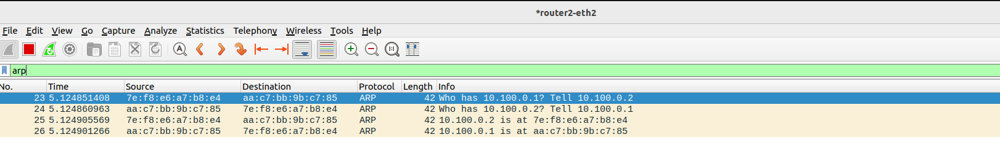 *router2-eth2
File Edit View Go Capture Analyze Statistics Telephony Wireless Tools Help
arp
No. Time Source Destination Protocol Length Info
23 5.124851408 7e:f8:e6:a7:b8:e4 aa:c7:bb:9b:c7:85 ARP 42 Who has 10.100.0.1? Tell 10.100.0.2
24 5.124860963 aa:c7:bb:9b:c7:85 7e:f8:e6:a7:b8:e4 ARP 42 Who has 10.100.0.2? Tell 10.100.0.1
25 5.124905569 7e:f8:e6:a7:b8:e4 aa:c7:bb:9b:c7:85 ARP 42 10.100.0.2 is at 7e:f8:e6:a7:b8:e4
26 5.124901266 aa:c7:bb:9b:c7:85 7e:f8:e6:a7:b8:e4 ARP 42 10.100.0.1 is at aa:c7:bb:9b:c7:85